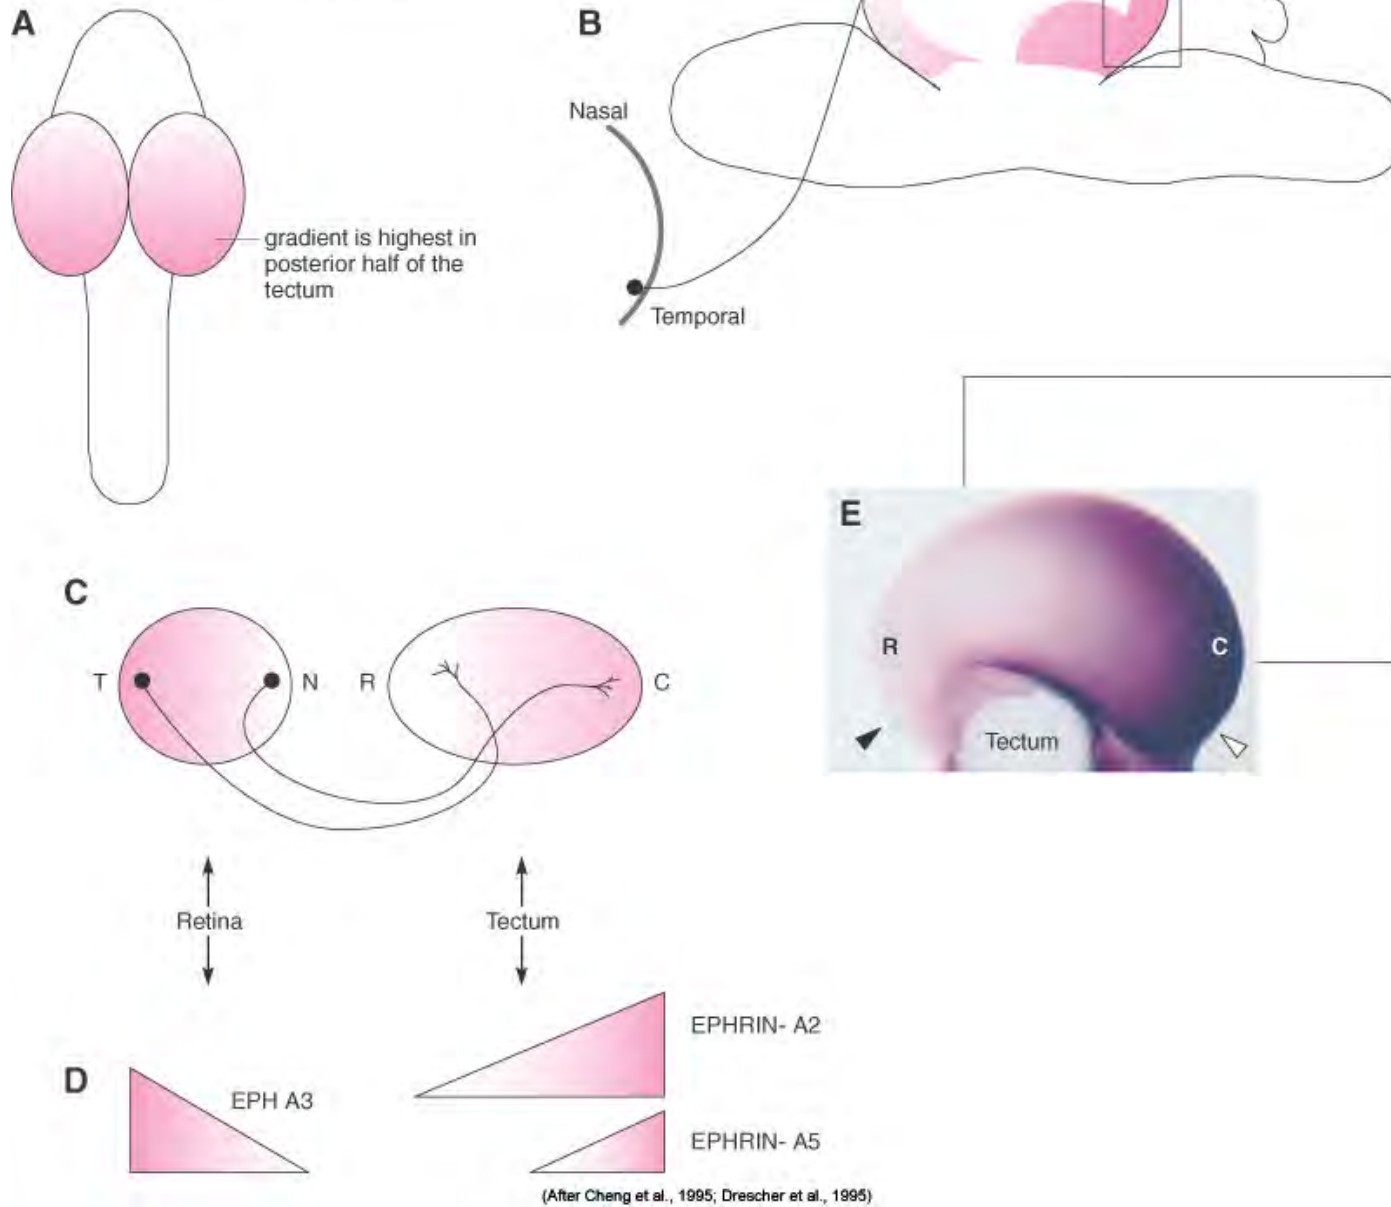 A
B
Nasal
gradient is highest in
posterior half of the
tectum
Temporal
E
R
C
Tectum
C
T
N
R
C
Retina
Tectum
EPHRIN- A2
D
EPH A3
EPHRIN- A5
(After Cheng et al., 1995; Drescher et al., 1995)